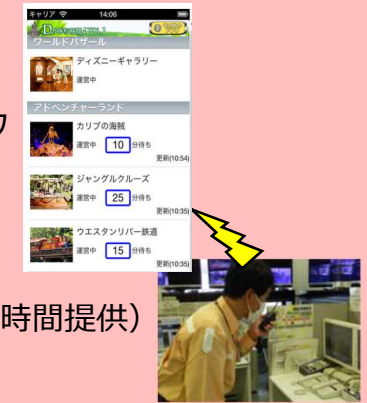 キャリア 14:06
ワールドバザール
ディズニーギャラリー
運営中
アドベンチャーランド
カリブの海賊
運営中 10 分待ち
更新(10:54)
ジャングルクルーズ
運営中 25 分待ち
更新(10:35)
ウエスタンリバー鉄道
運営中 15 分待ち
更新(10:35)
時間提供）